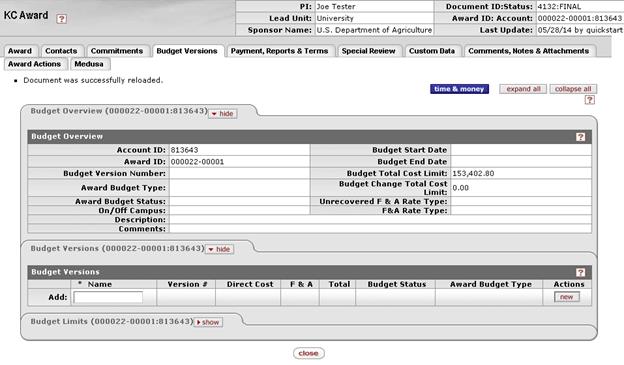 KC Award ?
PI: Joe Tester Document ID:Status: 4132:FINAL
Lead Unit: University Award ID: Account: 000022-00001:813643
Sponsor Name: U.S. Department of Agriculture Last Update: 05/28/14 by quickstart
Award Contacts Commitments Budget Versions Payment, Reports & Terms Special Review Custom Data Comments, Notes & Attachments
Award Actions Medusa
Document was successfully reloaded.
time & money expand all collapse all
?
Budget Overview (000022-00001:813643) hide
Budget Overview ?
Account ID: 813643 Budget Start Date
Award ID: 000022-00001 Budget End Date
Budget Version Number: Budget Total Cost Limit: 153,402.80
Award Budget Type: Budget Change Total Cost Limit: 0.00
Award Budget Status: Unrecovered F & A Rate Type:
On/Off Campus: F&A Rate Type:
Description:
Comments:
Budget Versions (000022-00001:813643) hide
Budget Versions ?
* Name Version # Direct Cost F & A Total Budget Status Award Budget Type Actions
Add: new
Budget Limits (000022-00001:813643) show
close